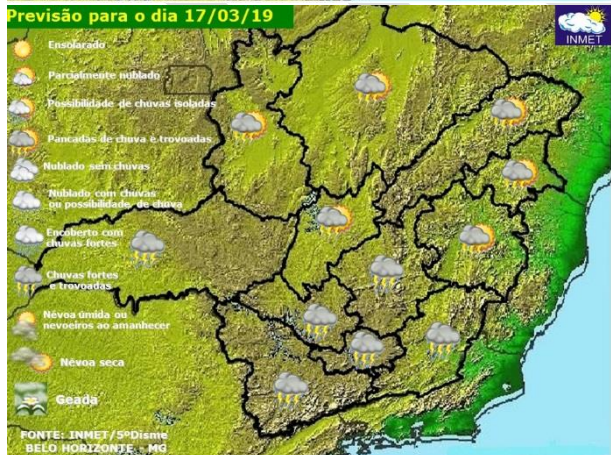 Previsão para o dia 17/03/19
INMET
Ensolarado
Parcialmente nublado
Possibilidade de chuvas isoladas
Pancadas de chuva e trovoadas
Nublado sem chuvas
Nublado com chuvas
ou possibilidade de chuva
Encoberto com
chuvas fortes
Chuvas fortes
e trovoadas
Névoa úmida ou
nevoeiros ao amanhecer
Névoa seca
Geada
FONTE: INMET/5ºDisme
BELO HORIZONTE - MG